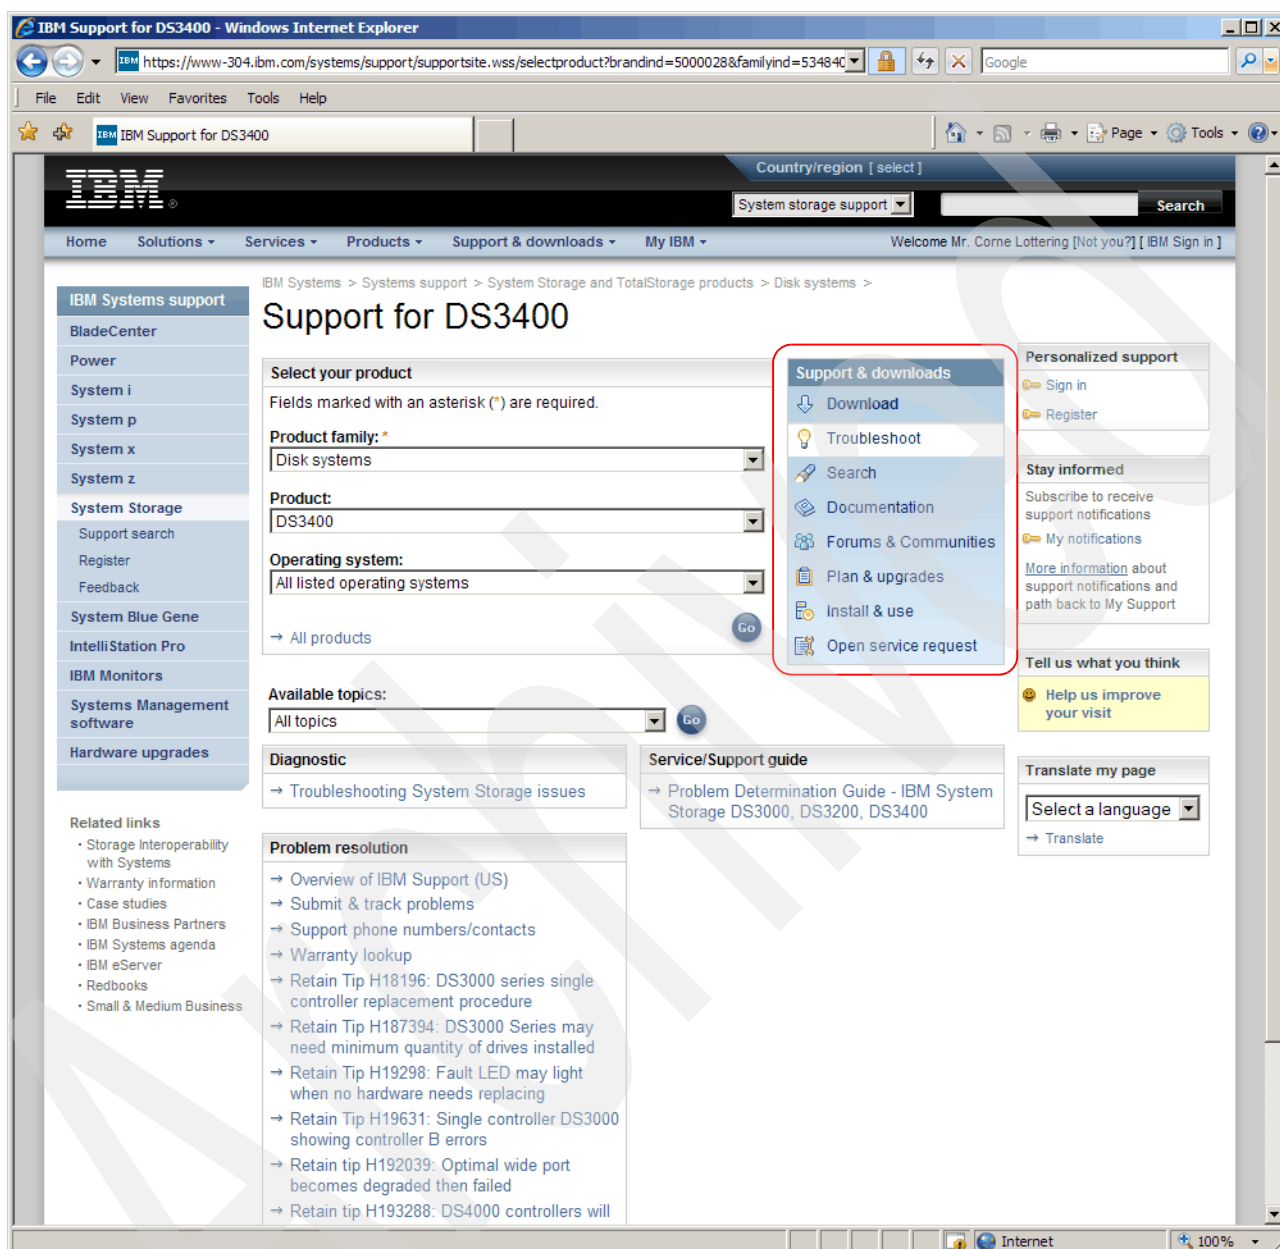 IBM Support for DS3400 - Windows Internet Explorer
https://www-304.ibm.com/systems/support/supportsite.wss/selectproduct?brandind=5000028&familyind=534840
Google
File Edit View Favorites Tools Help
IBM Support for DS3400
Page Tools
Country/region [ select ]
IBM®
System storage support
Search
Home Solutions Services Products Support & downloads My IBM
Welcome Mr. Corne Lottering [Not you?] [ IBM Sign in ]
IBM Systems > Systems support > System Storage and TotalStorage products > Disk systems >
Support for DS3400
IBM Systems support
BladeCenter
Power
System i
System p
System x
System z
System Storage
Support search
Register
Feedback
System Blue Gene
IntelliStation Pro
IBM Monitors
Systems Management
software
Hardware upgrades
Related links
• Storage Interoperability
with Systems
• Warranty information
• Case studies
• IBM Business Partners
• IBM Systems agenda
• IBM eServer
• Redbooks
• Small & Medium Business
Select your product
Fields marked with an asterisk (*) are required.
Product family: *
Disk systems
Product:
DS3400
Operating system:
All listed operating systems
Go
→ All products
Available topics:
All topics
Go
Diagnostic
→ Troubleshooting System Storage issues
Service/Support guide
→ Problem Determination Guide - IBM System
Storage DS3000, DS3200, DS3400
Problem resolution
→ Overview of IBM Support (US)
→ Submit & track problems
→ Support phone numbers/contacts
→ Warranty lookup
→ Retain Tip H18196: DS3000 series single
controller replacement procedure
→ Retain Tip H187394: DS3000 Series may
need minimum quantity of drives installed
→ Retain Tip H19298: Fault LED may light
when no hardware needs replacing
→ Retain Tip H19631: Single controller DS3000
showing controller B errors
→ Retain tip H192039: Optimal wide port
becomes degraded then failed
→ Retain tip H193288: DS4000 controllers will
Support & downloads
Download
Troubleshoot
Search
Documentation
Forums & Communities
Plan & upgrades
Install & use
Open service request
Personalized support
Sign in
Register
Stay informed
Subscribe to receive
support notifications
My notifications
More information about
support notifications and
path back to My Support
Tell us what you think
Help us improve
your visit
Translate my page
Select a language
→ Translate
Internet
100%
Archived